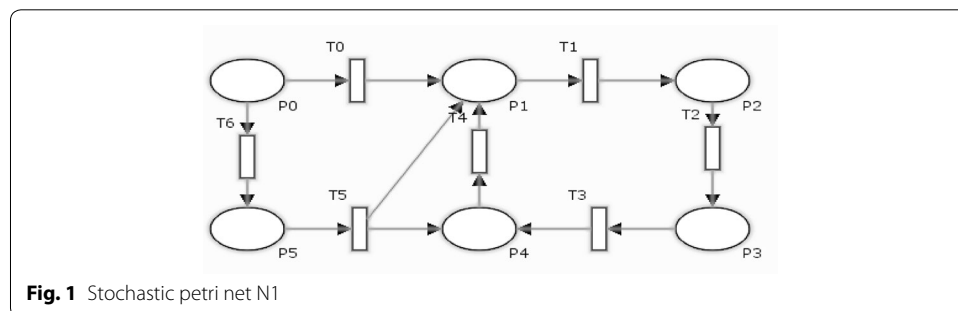 T0
T1
P0
P1
P2
T6
T4
T2
T5
T3
P5
P4
P3
Fig. 1 Stochastic petri net N1